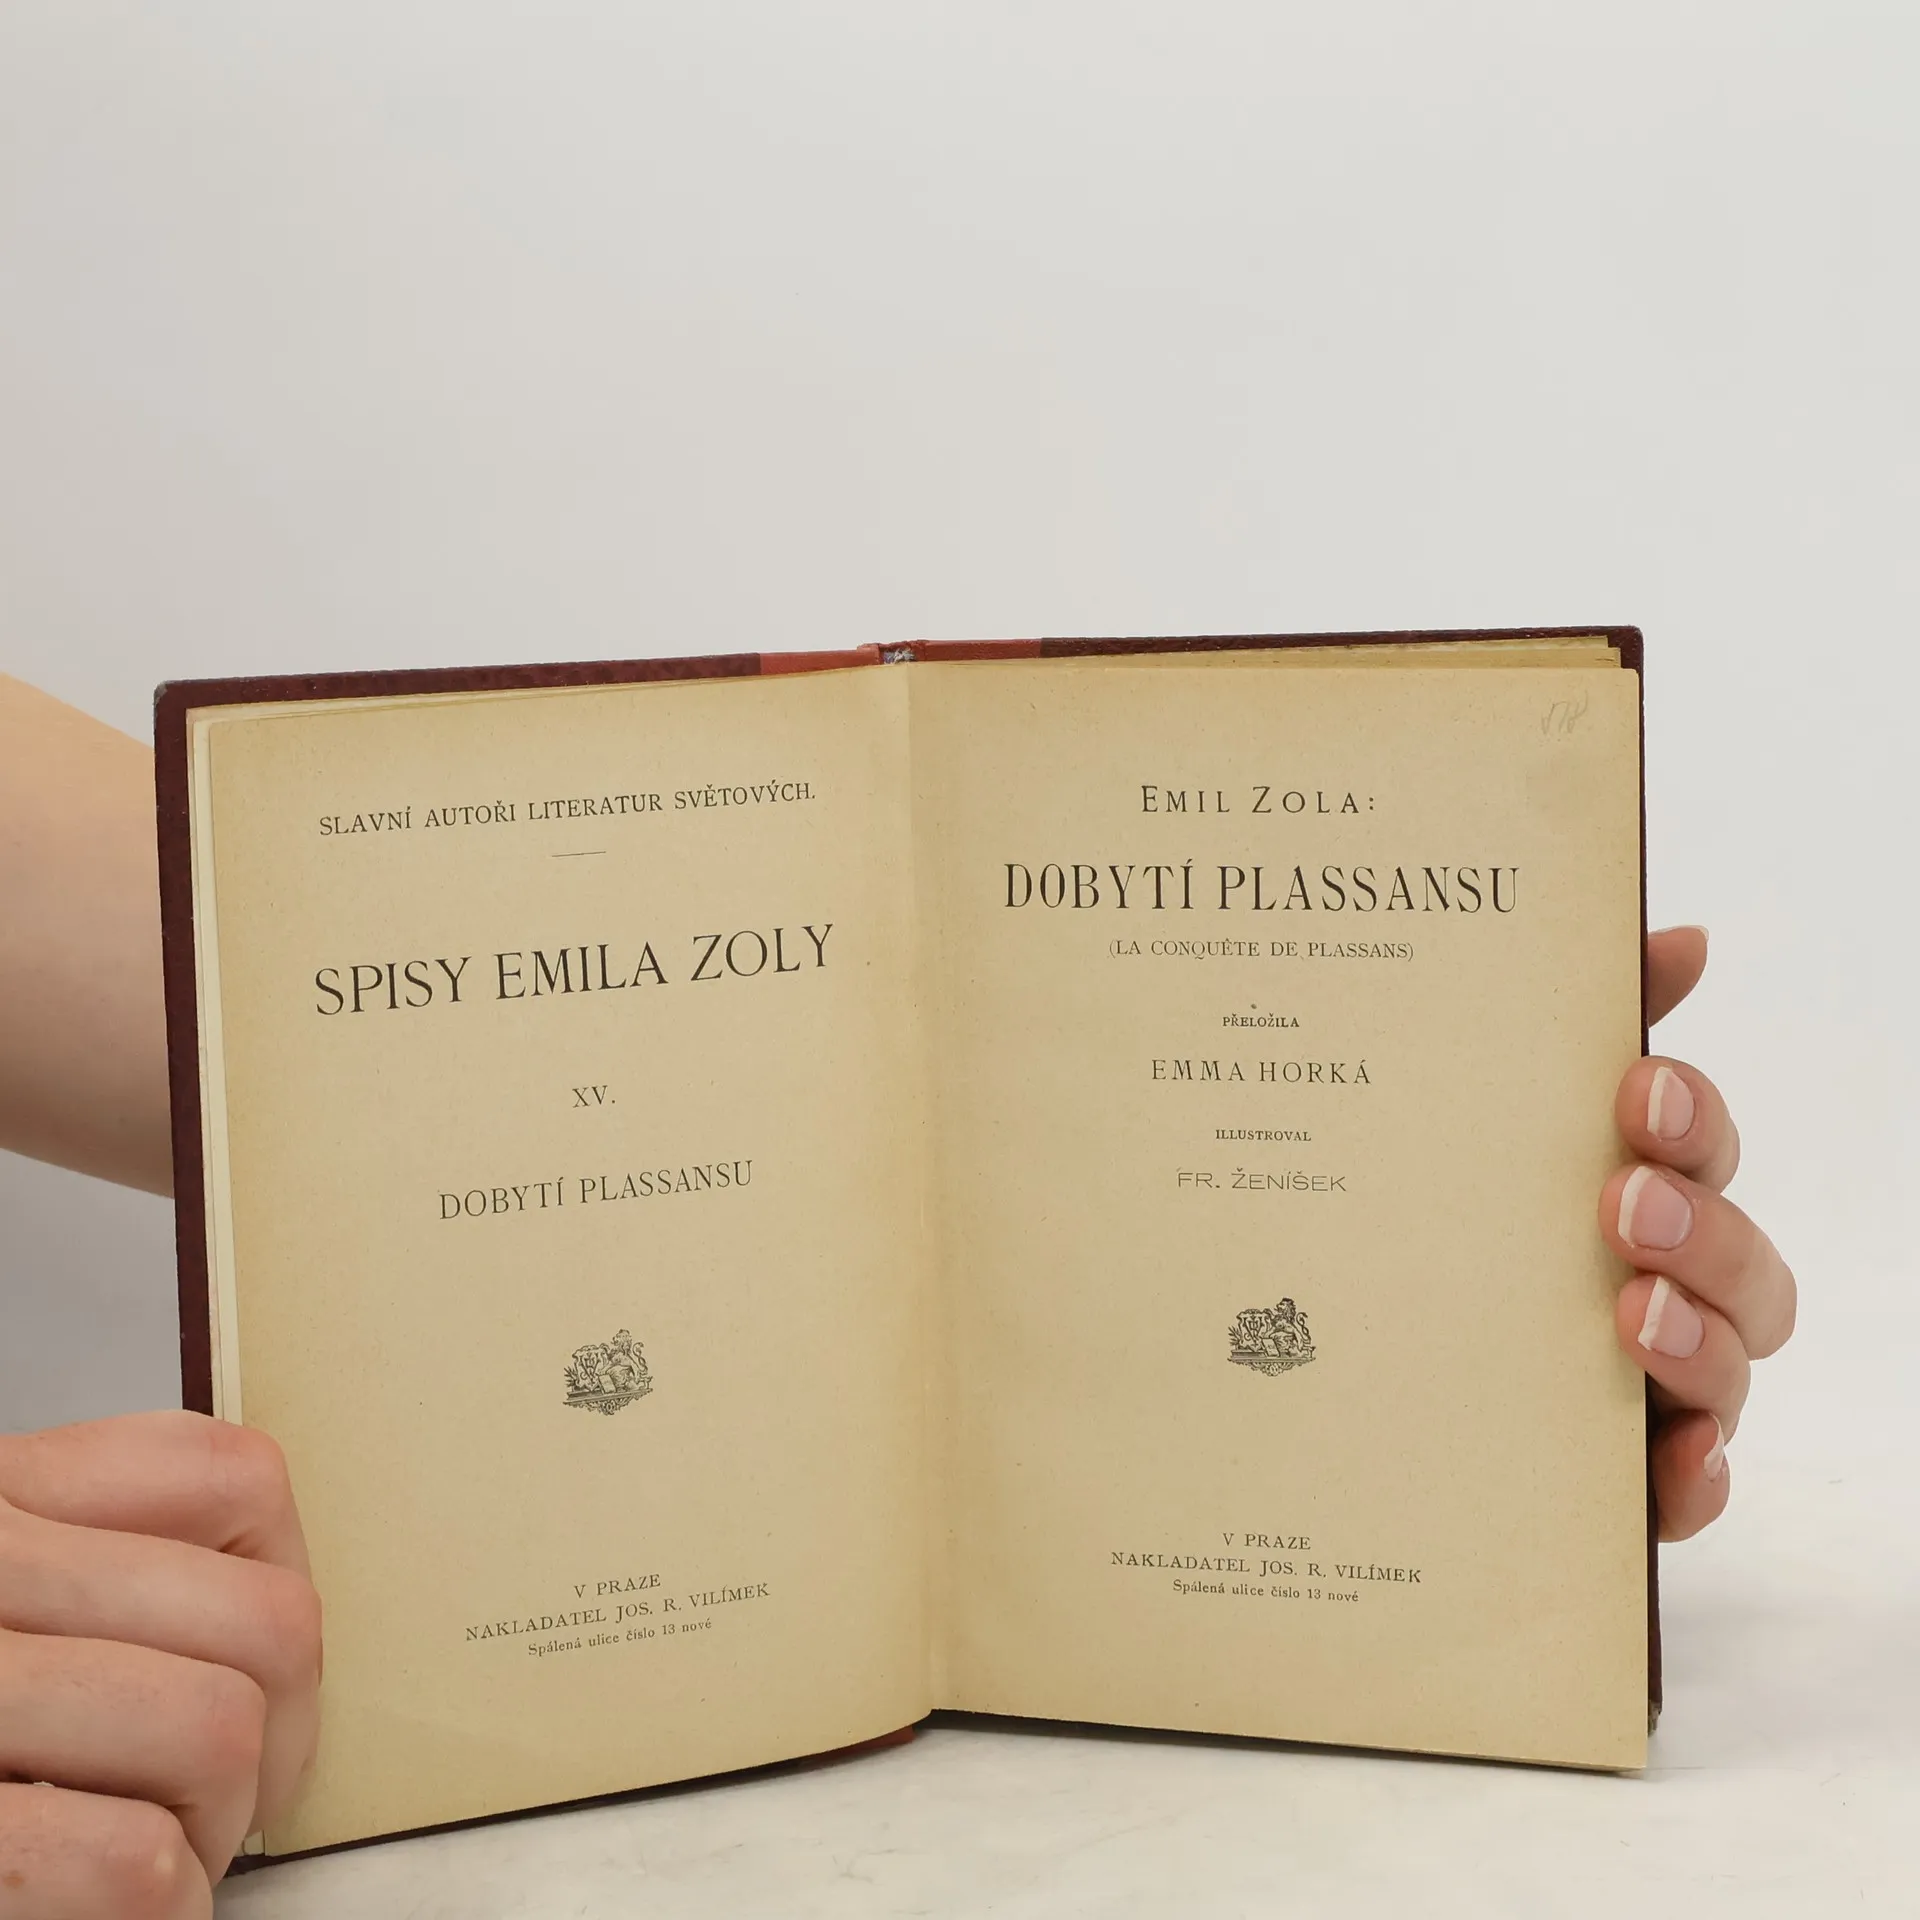 SLAVNÍ AUTOŘI LITERATUR SVĚTOVÝCH.
SPISY EMILA ZOLY
XV.
DOBYTÍ PLASSANSU
V PRAZE
NAKLADATEL JOS. R. VILÍMEK
Spálená ulice číslo 13 nové
EMIL ZOLA:
DOBYTÍ PLASSANSU
(LA CONQUÊTE DE PLASSANS)
PŘELOŽILA
EMMA HORKÁ
ILLUSTROVAL
FR. ŽENÍŠEK
V PRAZE
NAKLADATEL JOS. R. VILÍMEK
Spálená ulice číslo 13 nové